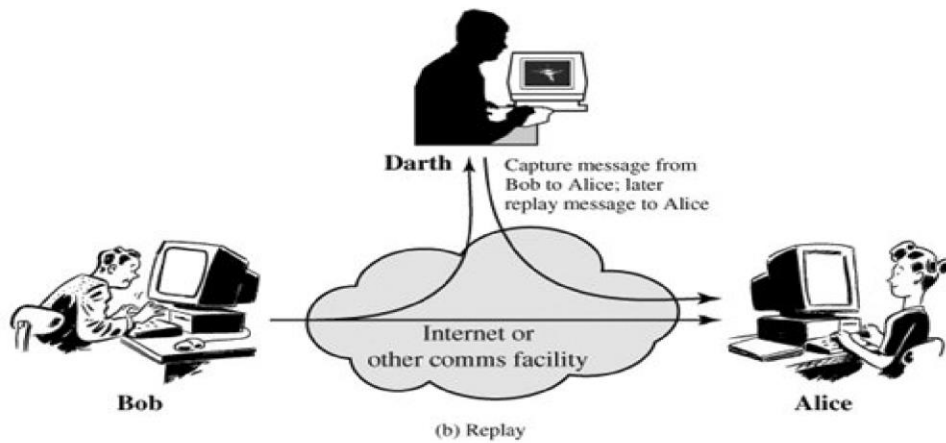 Darth
Capture message from
Bob to Alice; later
replay message to Alice
Internet or
other comms facility
Bob
Alice
(b) Replay